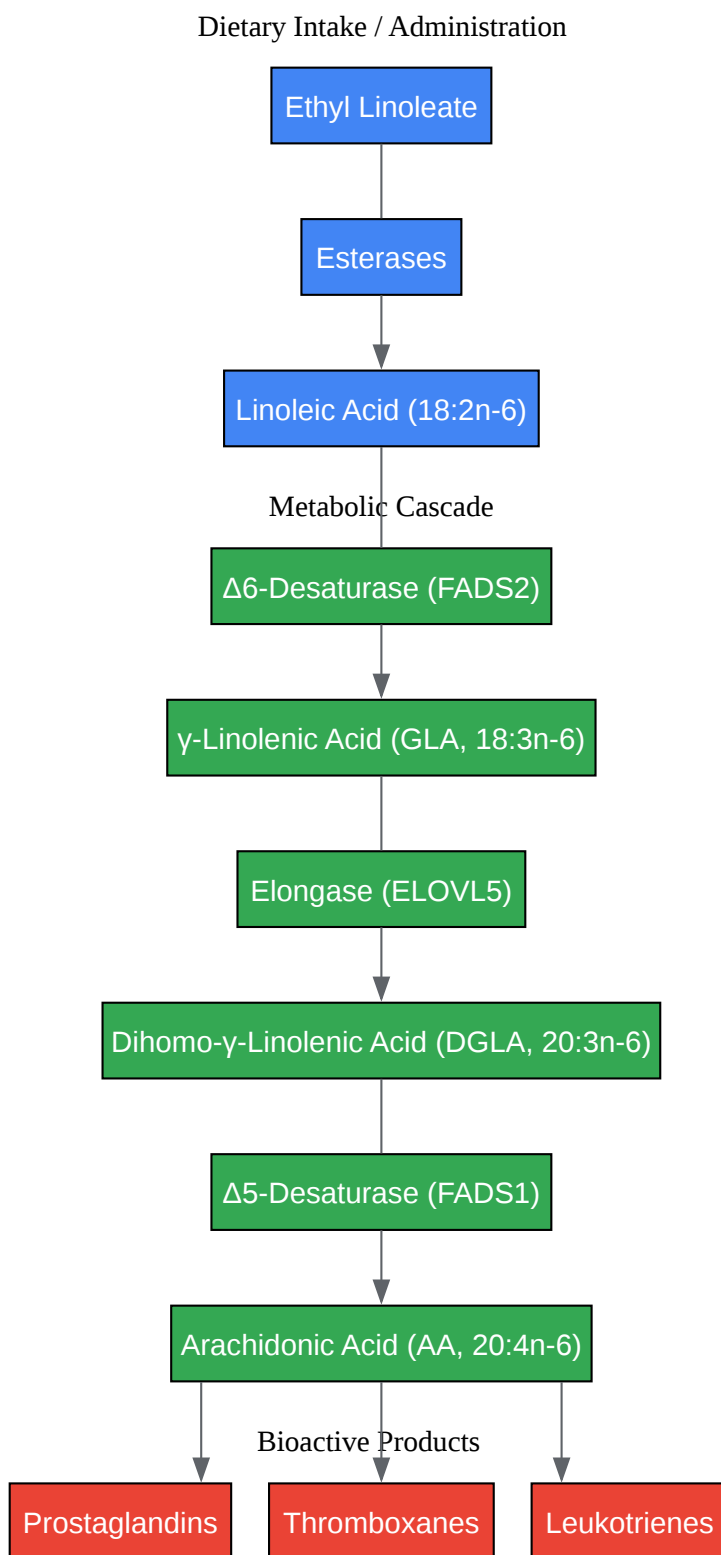 Dietary Intake / Administration
Ethyl Linoleate
Esterases
Linoleic Acid (18:2n-6)
Metabolic Cascade
Δ6-Desaturase (FADS2)
γ-Linolenic Acid (GLA, 18:3n-6)
Elongase (ELOVL5)
Dihomo-γ-Linolenic Acid (DGLA, 20:3n-6)
Δ5-Desaturase (FADS1)
Arachidonic Acid (AA, 20:4n-6)
Bioactive Products
Prostaglandins Thromboxanes Leukotrienes